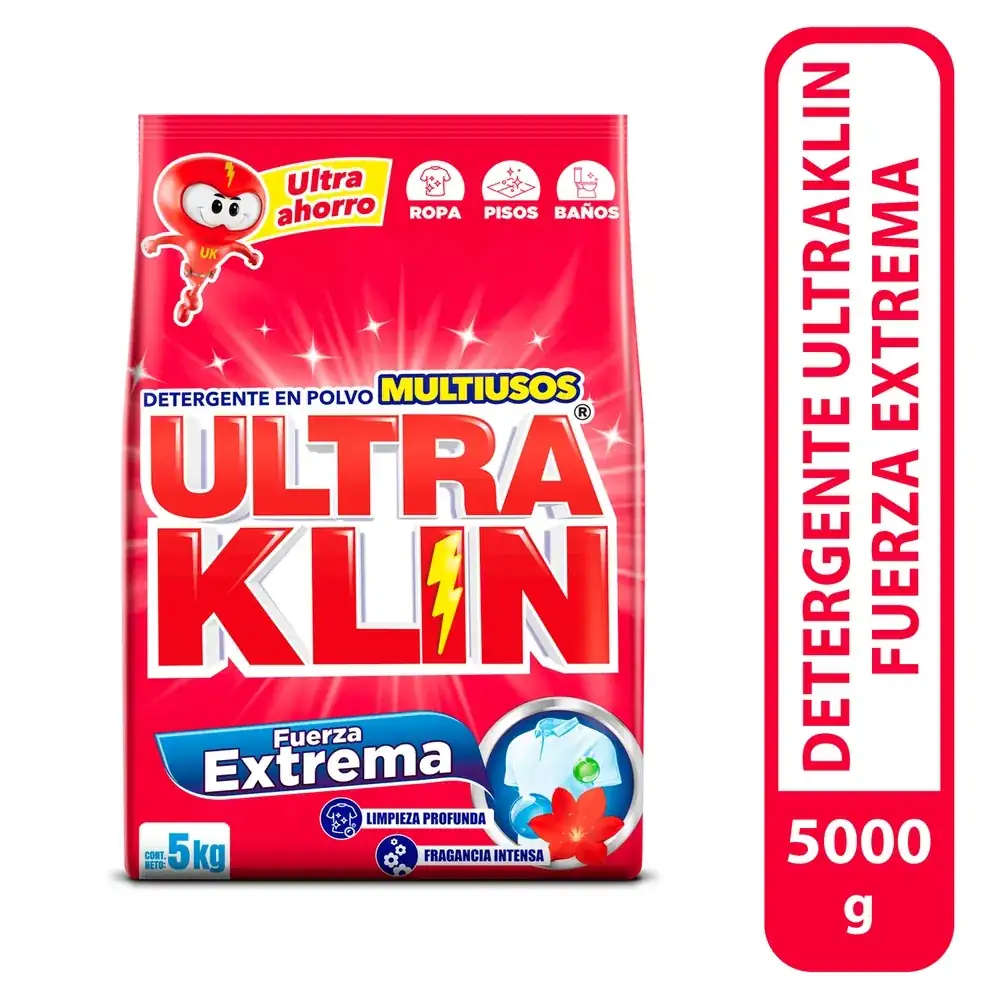 Ultra
ahorro
ROPA PISOS BAÑOS
UK
DETERGENTE EN POLVO MULTIUSOS
ULTRA®
KLIN
Fuerza
Extrema
LIMPIEZA PROFUNDA
FRAGANCIA INTENSA
CONT.
NETO: 5kg
DETERGENTE ULTRAKLIN
FUERZA EXTREMA
5000
g